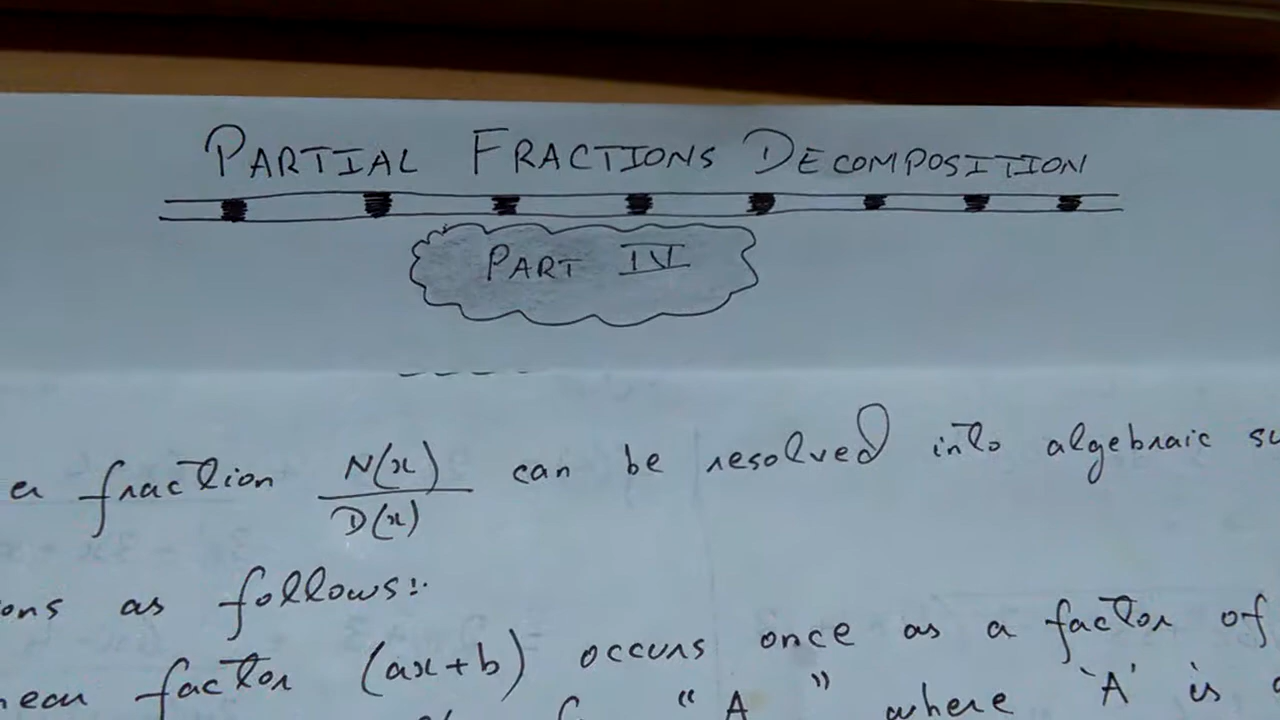 PARTIAL FRACTIONS DECOMPOSITION
PART IV
a fraction N(x)/D(x) can be resolved into algebraic su
ons as follows:-
near factor (ax+b) occurs once as a factor of
"A " where 'A' is